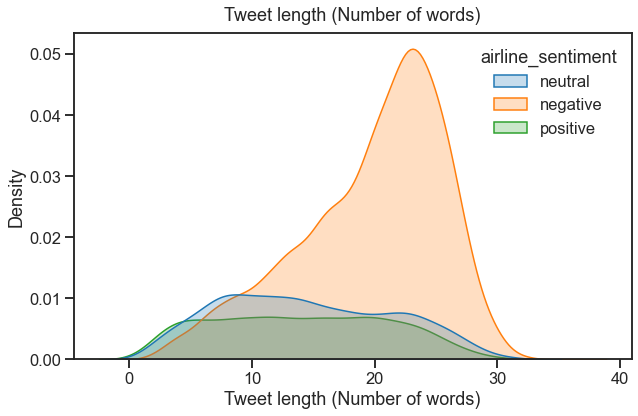 Tweet length (Number of words)
0.05
0.04
0.03
0.02
0.01
0.00
Density
airline_sentiment
neutral
negative
positive
0 10 20 30 40
Tweet length (Number of words)